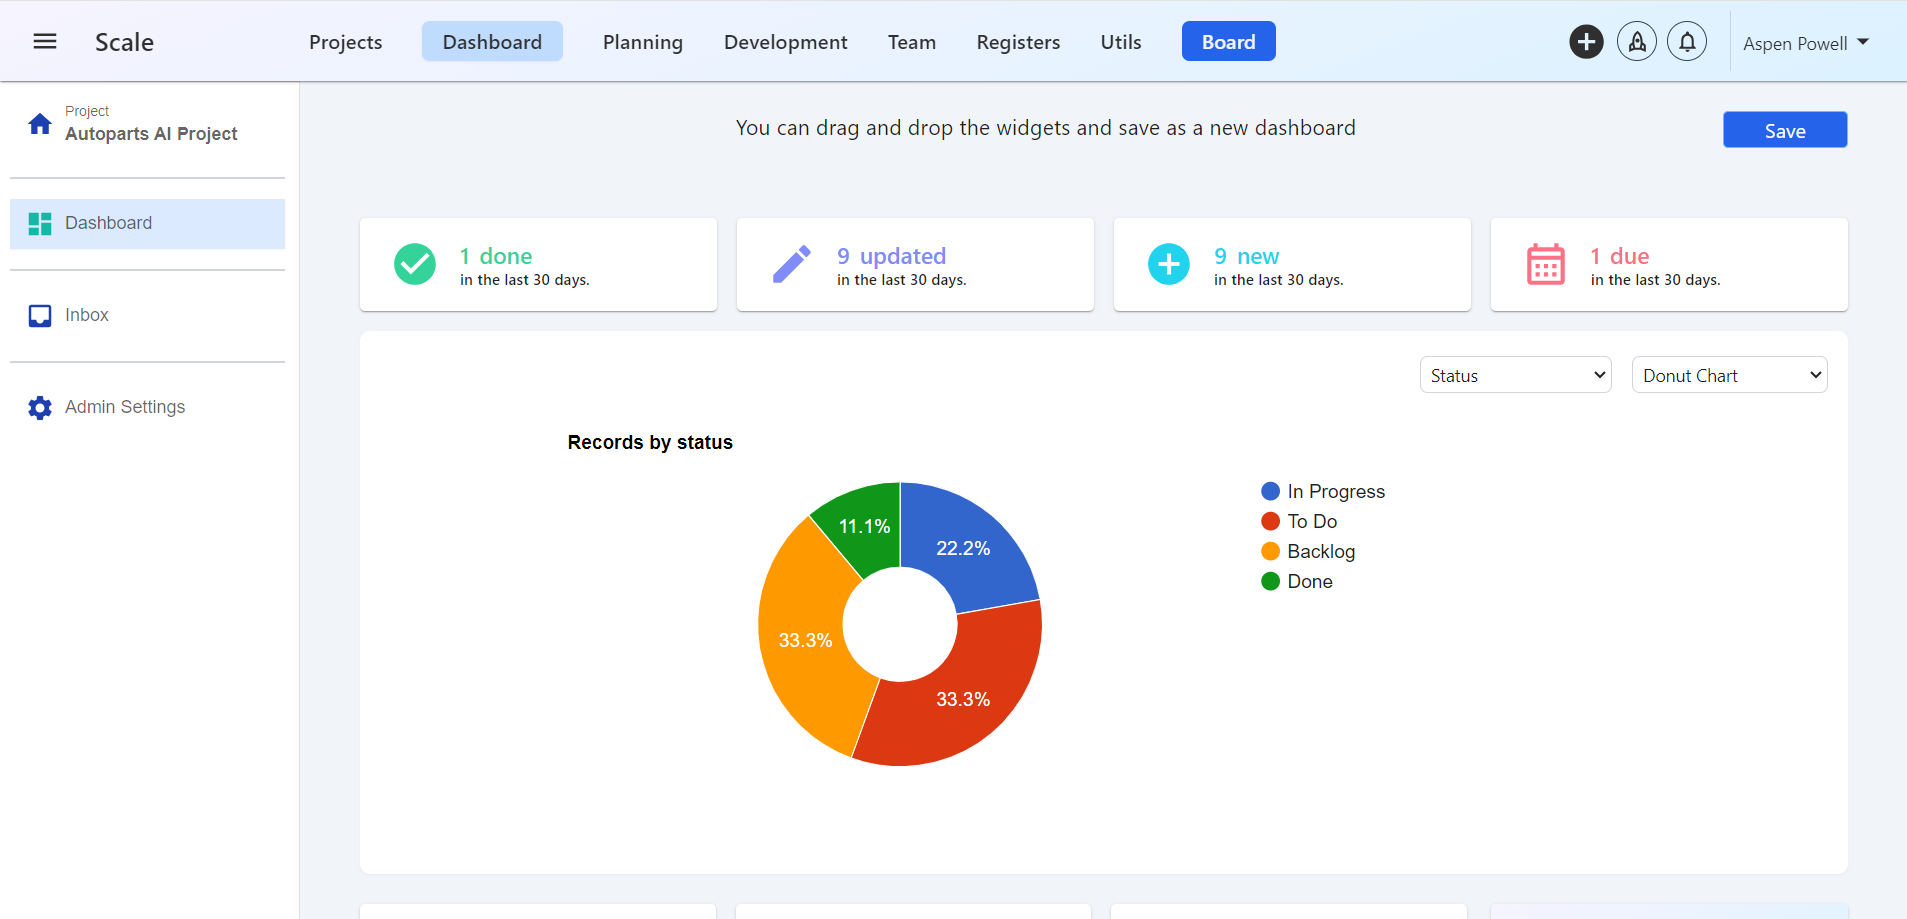 Scale
Projects
Dashboard
Planning
Development
Team
Registers
Utils
Board
Aspen Powell
Project
Autoparts AI Project
Dashboard
Inbox
Admin Settings
You can drag and drop the widgets and save as a new dashboard
Save
1 done
in the last 30 days.
9 updated
in the last 30 days.
9 new
in the last 30 days.
1 due
in the last 30 days.
Status
Donut Chart
Records by status
11.1%
22.2%
33.3%
33.3%
In Progress
To Do
Backlog
Done